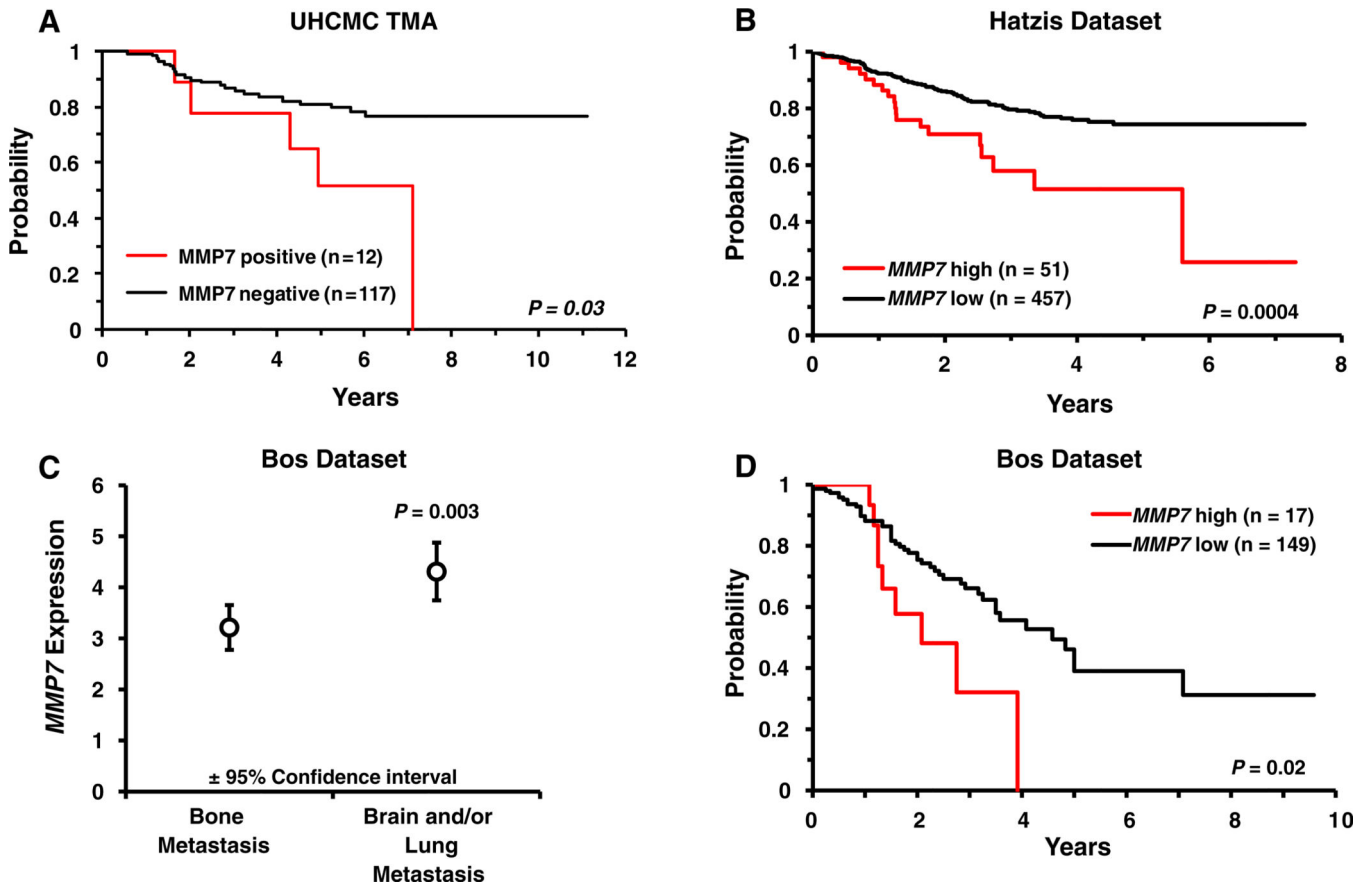 A
UHCMC TMA
Probability
1
0.8
0.6
0.4
0.2
0
MMP7 positive (n=12)
MMP7 negative (n=117)
P = 0.03
0 2 4 6 8 10 12
Years
B
Hatzis Dataset
Probability
1
0.8
0.6
0.4
0.2
0
MMP7 high (n = 51)
MMP7 low (n = 457)
P = 0.0004
0 2 4 6 8
Years
C
Bos Dataset
MMP7 Expression
6
5
4
3
2
1
0
P = 0.003
± 95% Confidence interval
Bone
Metastasis
Brain and/or
Lung
Metastasis
D
Bos Dataset
Probability
1
0.8
0.6
0.4
0.2
0
MMP7 high (n = 17)
MMP7 low (n = 149)
P = 0.02
0 2 4 6 8 10
Years